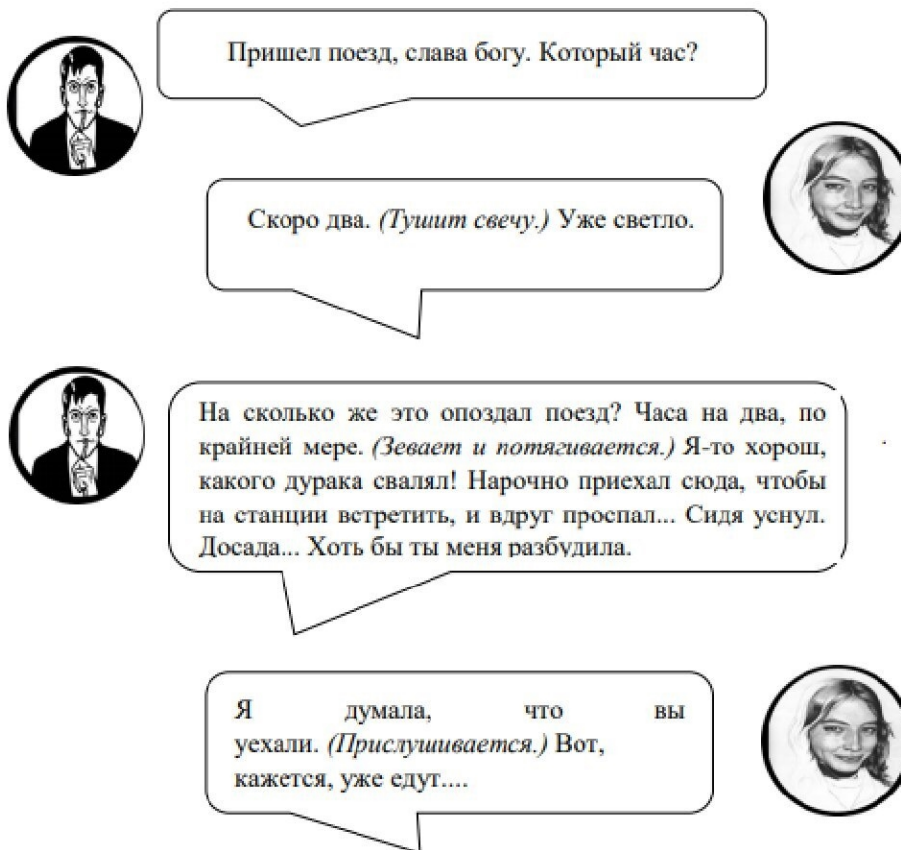 Пришел поезд, слава богу. Который час?
Скоро два. (Тушит свечу.) Уже светло.
На сколько же это опоздал поезд? Часа на два, по
крайней мере. (Зевает и потягивается.) Я-то хорош,
какого дурака свалял! Нарочно приехал сюда, чтобы
на станции встретить, и вдруг проспал... Сидя уснул.
Досада... Хоть бы ты меня разбудила.
Я думала, что вы
уехали. (Прислушивается.) Вот,
кажется, уже едут....